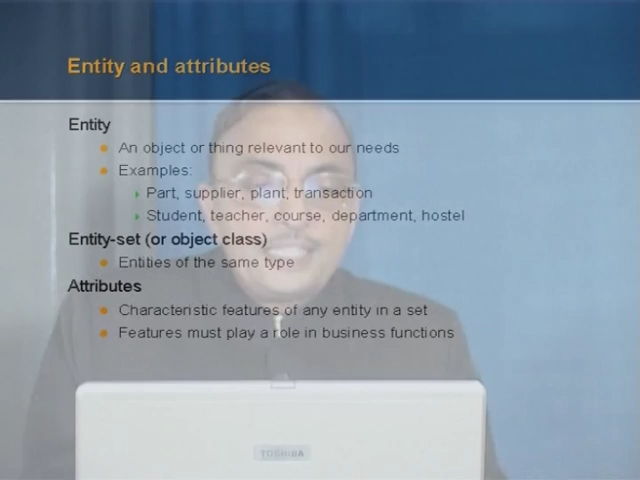 Entity and attributes
Entity
An object or thing relevant to our needs
Examples:
Part, supplier, plant, transaction
Student, teacher, course, department, hostel
Entity-set (or object class)
Entities of the same type
Attributes
Characteristic features of any entity in a set
Features must play a role in business functions
TOSHIBA